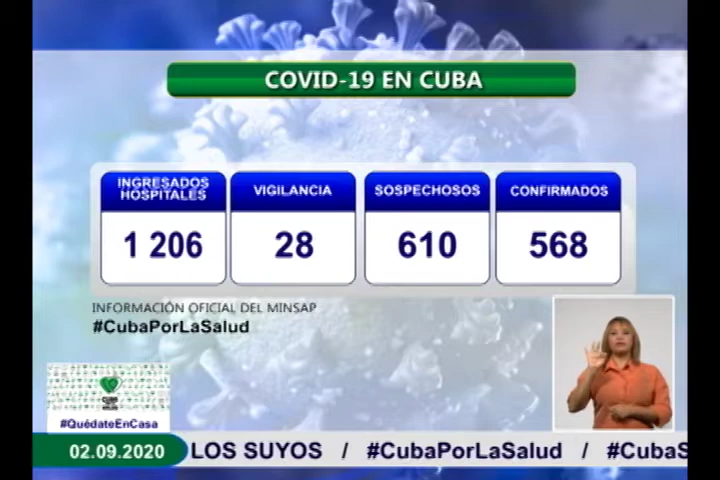 COVID-19 EN CUBA
INGRESADOS
HOSPITALES
VIGILANCIA
SOSPECHOSOS
CONFIRMADOS
1 206
28
610
568
INFORMACIÓN OFICIAL DEL MINSAP
#CubaPorLaSalud
#QuédateEnCasa
02.09.2020
LOS SUYOS / #CubaPorLaSalud / #CubaS